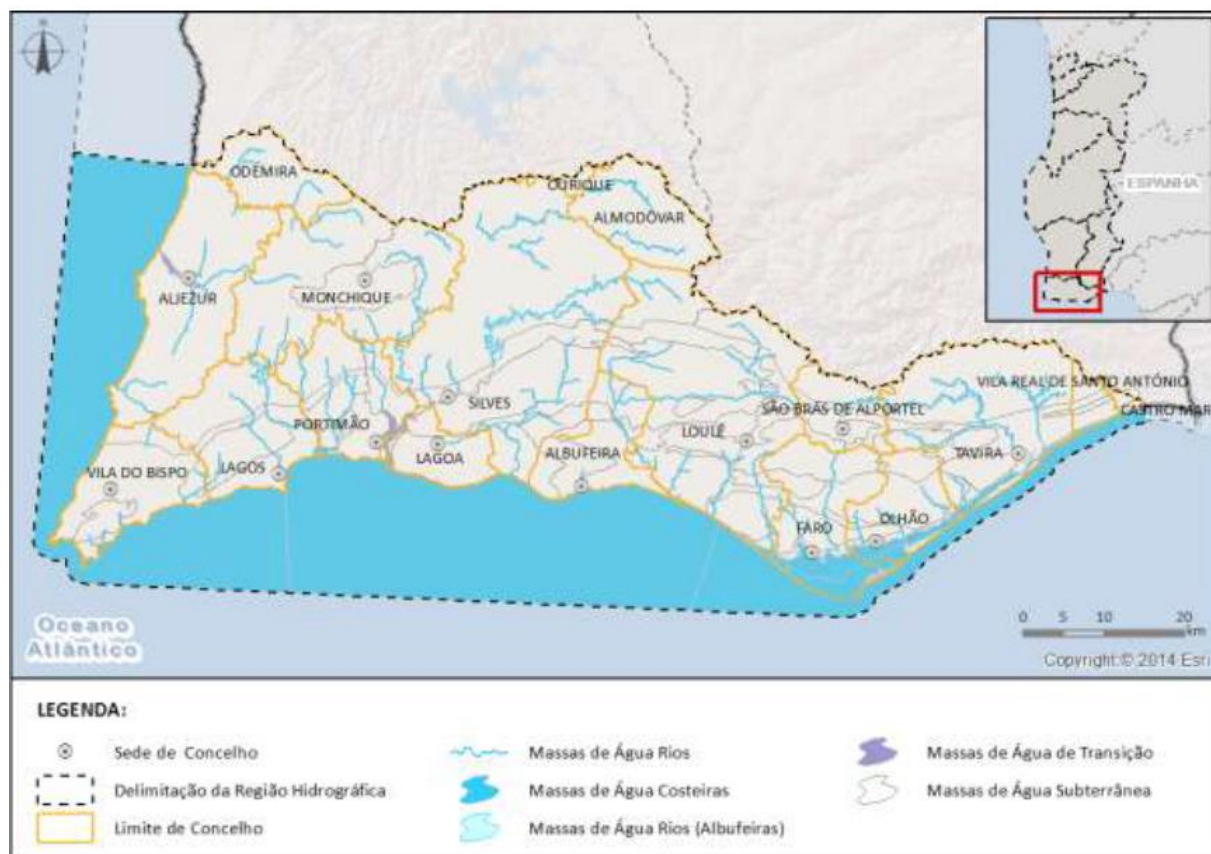 N
ESPANHA
ODEMIRA
OURIQUE
ALMODÔVAR
ALJEZUR
MONCHIQUE
VILA REAL DE SANTO ANTÓNIO
CASTRO MAR
SILVES
SÃO BRÁS DE ALPORTEL
PORTIMÃO
LOULÉ
LAGOA
ALBUFEIRA
TAVIRA
VILA DO BISPO
LAGOS
FARO
OLHÃO
Oceano
Atlântico
0 5 10 20
km
Copyright:© 2014 Esri
LEGENDA:
Sede de Concelho
Massas de Água Rios
Massas de Água de Transição
Delimitação da Região Hidrográfica
Massas de Água Costeiras
Massas de Água Subterrânea
Limite de Concelho
Massas de Água Rios (Albufeiras)